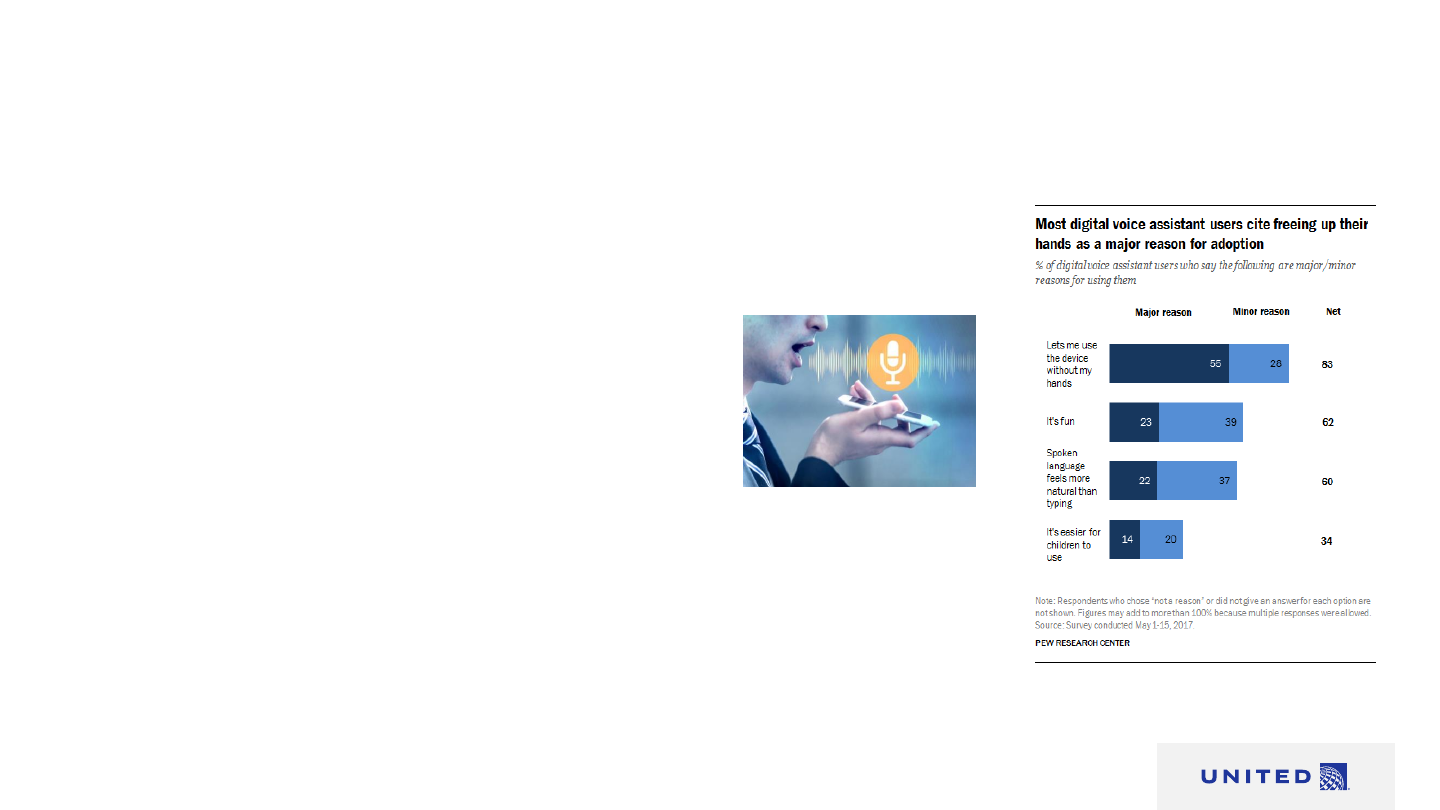 Most digital voice assistant users cite freeing up their
hands as a major reason for adoption
% of digital voice assistant users who say the following are major/minor
reasons for using them
Major reason Minor reason Net
Lets me use
the device
without my
hands
55 28 83
It's fun
23 39 62
Spoken
language
feels more
natural than
typing
22 37 60
It's easier for
children to
use
14 20 34
Note: Respondents who chose "not a reason" or did not give an answer for each option are
not shown. Figures may add to more than 100% because multiple responses were allowed.
Source: Survey conducted May 1-15, 2017
PEW RESEARCH CENTER
UNITED